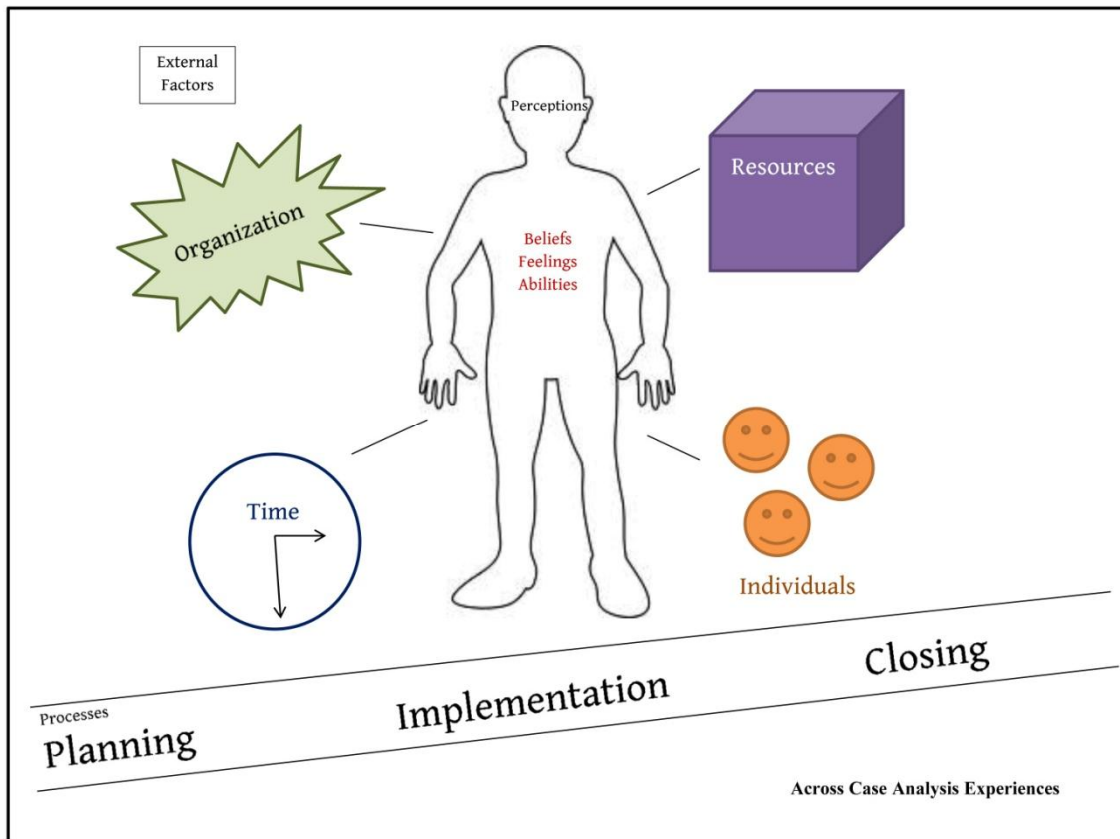 External
Factors
Perceptions
Resources
Organization
Beliefs
Feelings
Abilities
Time
Individuals
Processes
Planning
Implementation
Closing
Across Case Analysis Experiences